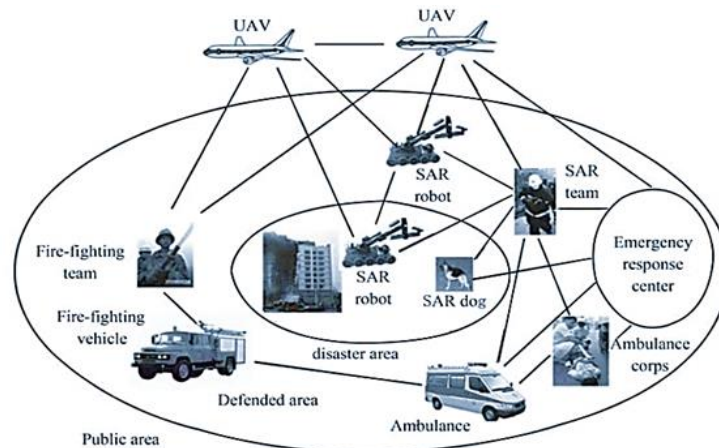 UAV
UAV
SAR
robot
SAR
team
Fire-fighting
team
SAR
robot
SAR dog
Emergency
response
center
Fire-fighting
vehicle
disaster area
Ambulance
corps
Defended area
Ambulance
Public area